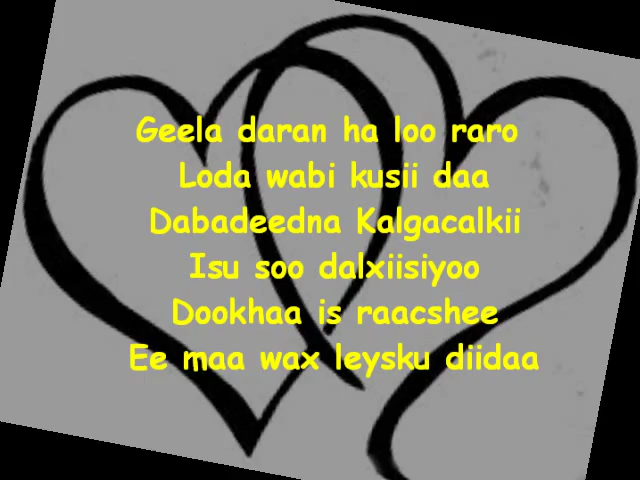 Geela daran ha loo raro
Loda wabi kusii daa
Dabadeedna Kalgacalkii
Isu soo dalxiisiyoo
Dookhaa is raacshee
Ee maa wax leysku diidaa